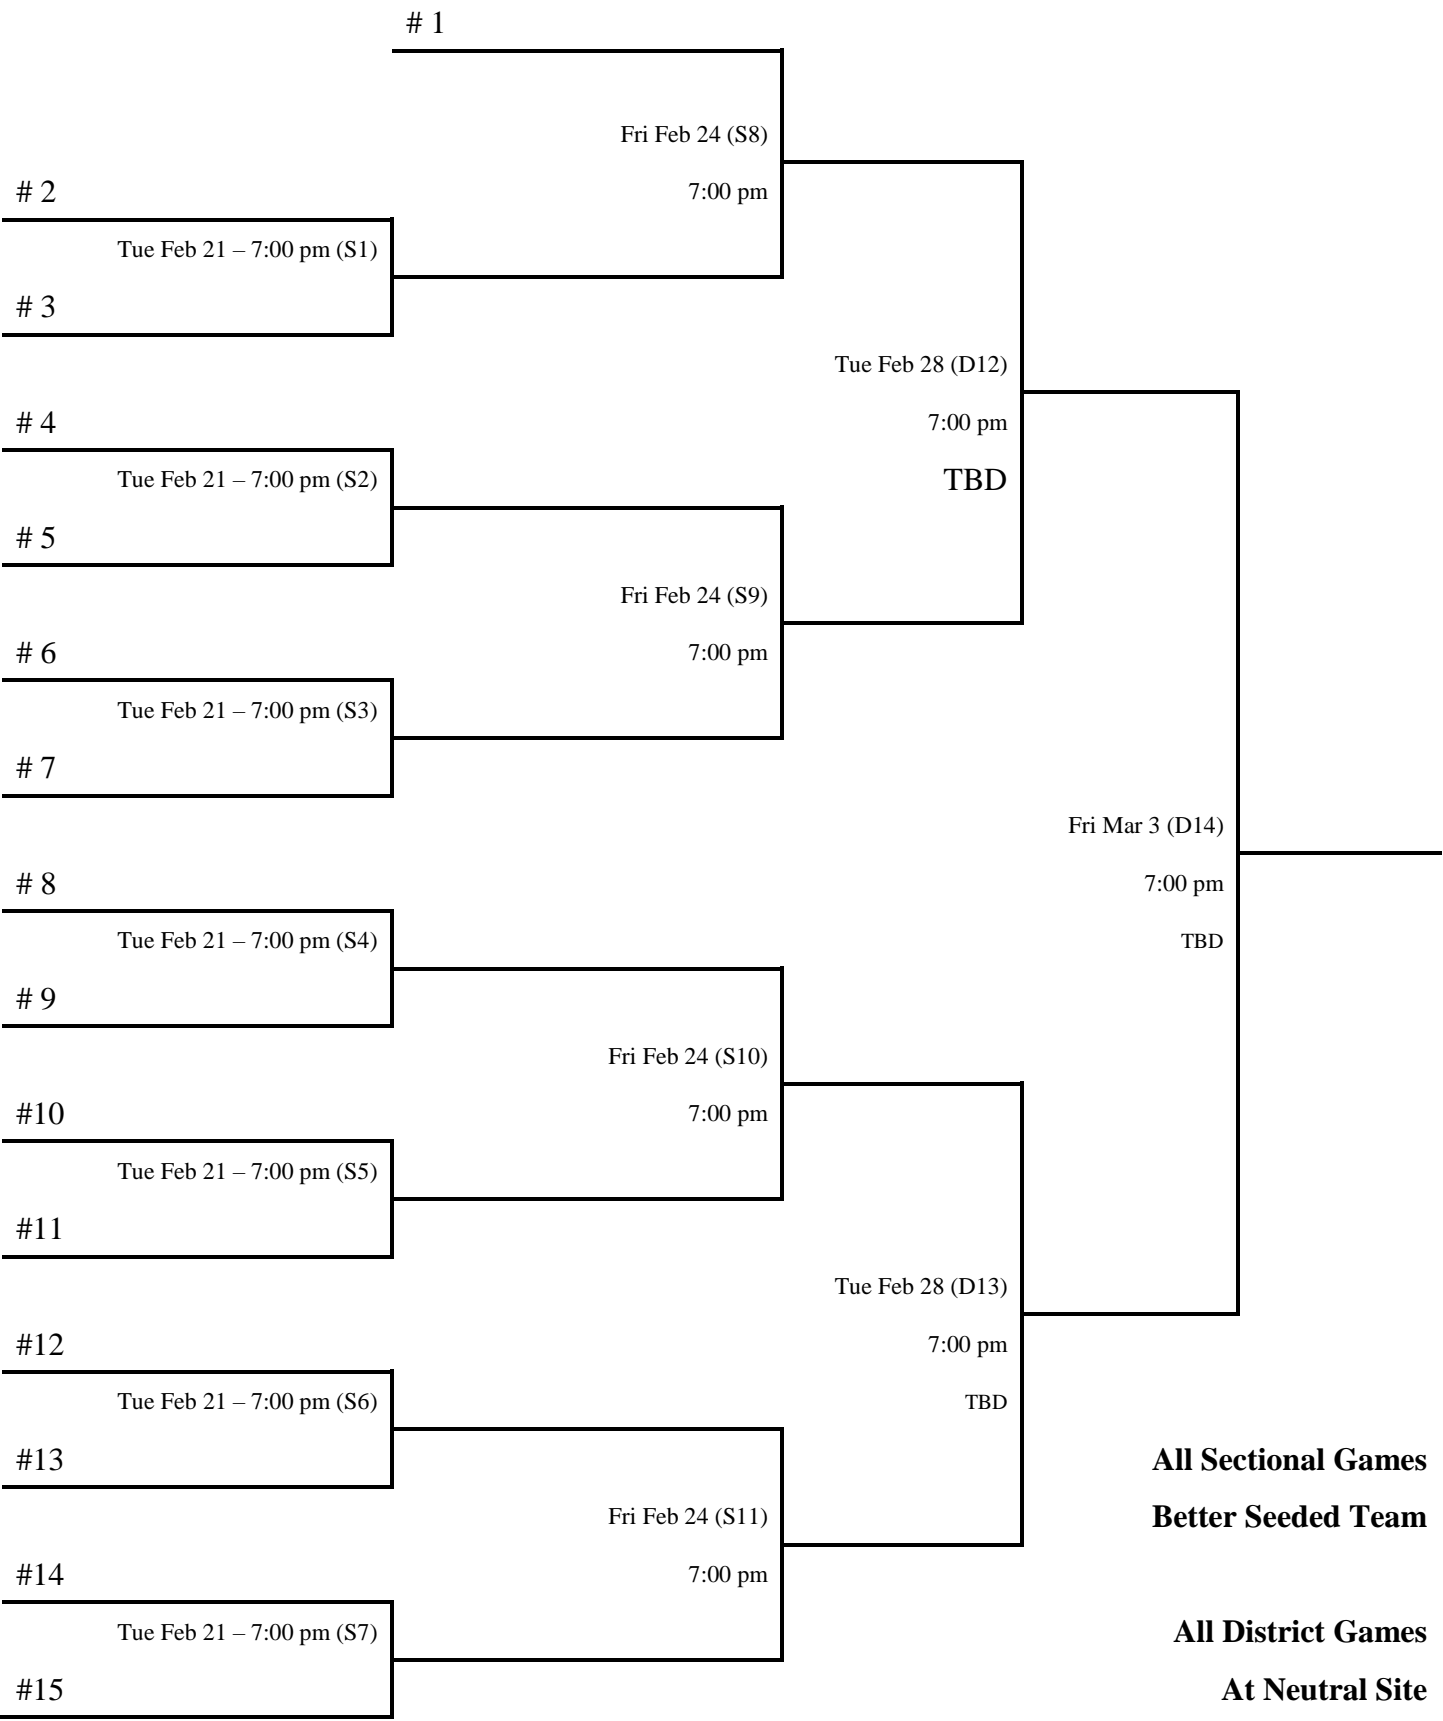 # 1
Fri Feb 24 (S8)
# 2
7:00 pm
Tue Feb 21 – 7:00 pm (S1)
# 3
Tue Feb 28 (D12)
# 4
7:00 pm
Tue Feb 21 – 7:00 pm (S2)
TBD
# 5
Fri Feb 24 (S9)
# 6
7:00 pm
Tue Feb 21 – 7:00 pm (S3)
# 7
Fri Mar 3 (D14)
# 8
7:00 pm
Tue Feb 21 – 7:00 pm (S4)
TBD
# 9
Fri Feb 24 (S10)
#10
7:00 pm
Tue Feb 21 – 7:00 pm (S5)
#11
Tue Feb 28 (D13)
#12
7:00 pm
Tue Feb 21 – 7:00 pm (S6)
TBD
#13
All Sectional Games
Fri Feb 24 (S11)
Better Seeded Team
#14
7:00 pm
Tue Feb 21 – 7:00 pm (S7)
All District Games
#15
At Neutral Site